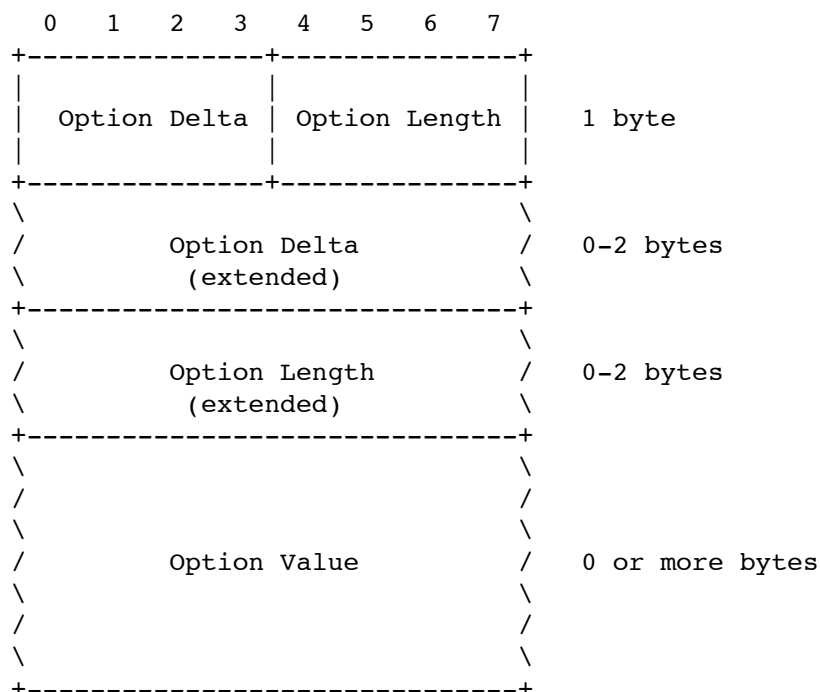 0   1   2   3   4   5   6   7
+---------------+---------------+
|               |               |
|  Option Delta | Option Length |   1 byte
|               |               |
+---------------+---------------+
\                               \
/         Option Delta          /   0-2 bytes
\          (extended)           \
+-------------------------------+
\                               \
/         Option Length         /   0-2 bytes
\          (extended)           \
+-------------------------------+
\                               \
/                               /
\                               \
/         Option Value          /   0 or more bytes
\                               \
/                               /
\                               \
+-------------------------------+